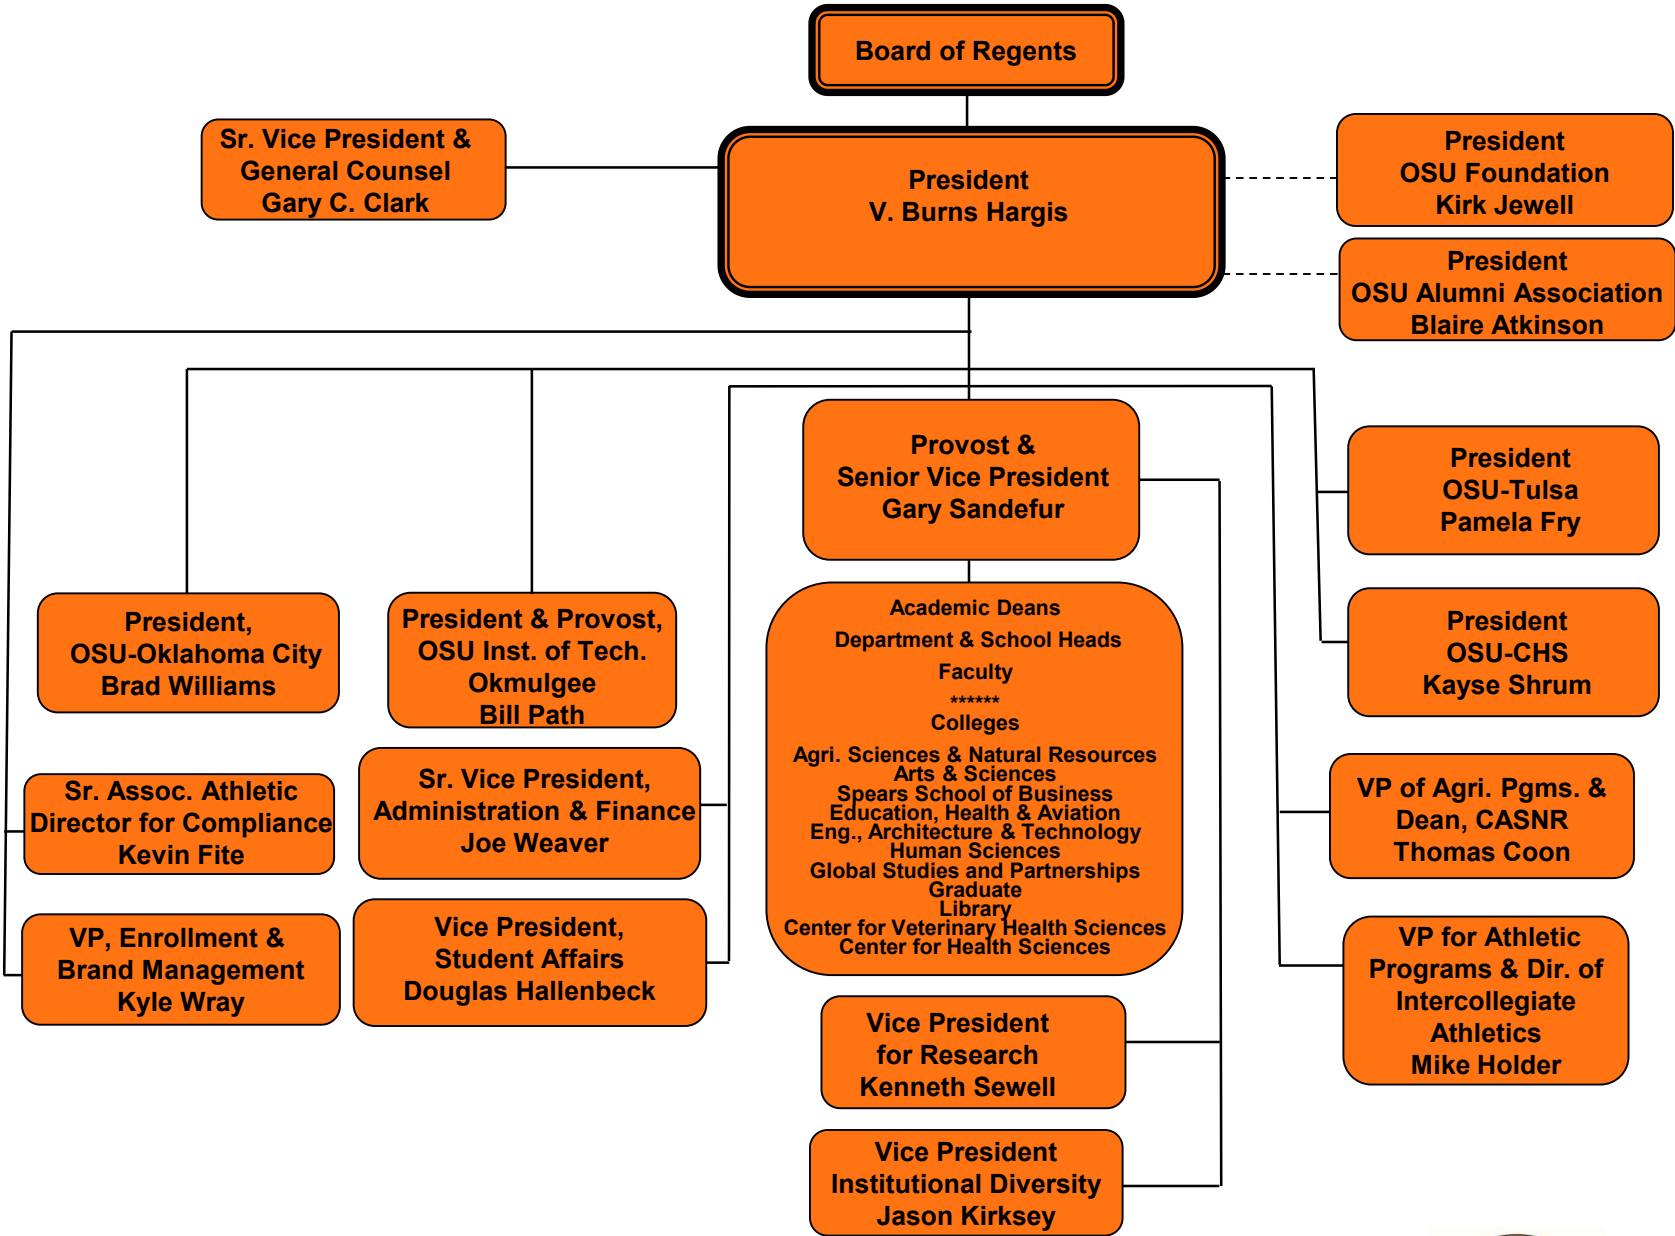 Board of Regents
Sr. Vice President &
General Counsel
Gary C. Clark
President
V. Burns Hargis
President
OSU Foundation
Kirk Jewell
President
OSU Alumni Association
Blaire Atkinson
Provost &
Senior Vice President
Gary Sandefur
President
OSU-Tulsa
Pamela Fry
President,
OSU-Oklahoma City
Brad Williams
President & Provost,
OSU Inst. of Tech.
Okmulgee
Bill Path
Academic Deans
Department & School Heads
Faculty
******
Colleges
Agri. Sciences & Natural Resources
Arts & Sciences
Spears School of Business
Education, Health & Aviation
Eng., Architecture & Technology
Human Sciences
Global Studies and Partnerships
Graduate
Library
Center for Veterinary Health Sciences
Center for Health Sciences
President
OSU-CHS
Kayse Shrum
Sr. Assoc. Athletic
Director for Compliance
Kevin Fite
Sr. Vice President,
Administration & Finance
Joe Weaver
VP of Agri. Pgms. &
Dean, CASNR
Thomas Coon
VP, Enrollment &
Brand Management
Kyle Wray
Vice President,
Student Affairs
Douglas Hallenbeck
VP for Athletic
Programs & Dir. of
Intercollegiate
Athletics
Mike Holder
Vice President
for Research
Kenneth Sewell
Vice President
Institutional Diversity
Jason Kirksey